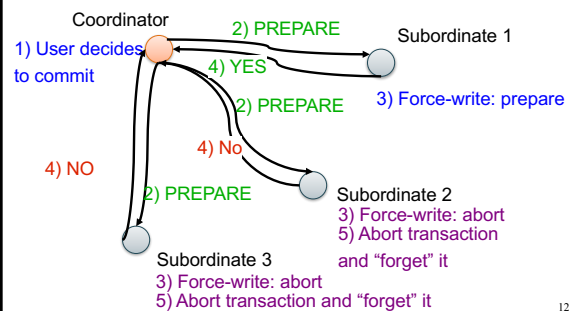 Coordinator
2) PREPARE
Subordinate 1
1) User decides
to commit
4) YES
2) PREPARE
3) Force-write: prepare
4) No
4) NO
2) PREPARE
Subordinate 2
3) Force-write: abort
5) Abort transaction
and “forget” it
Subordinate 3
3) Force-write: abort
5) Abort transaction and “forget” it
12